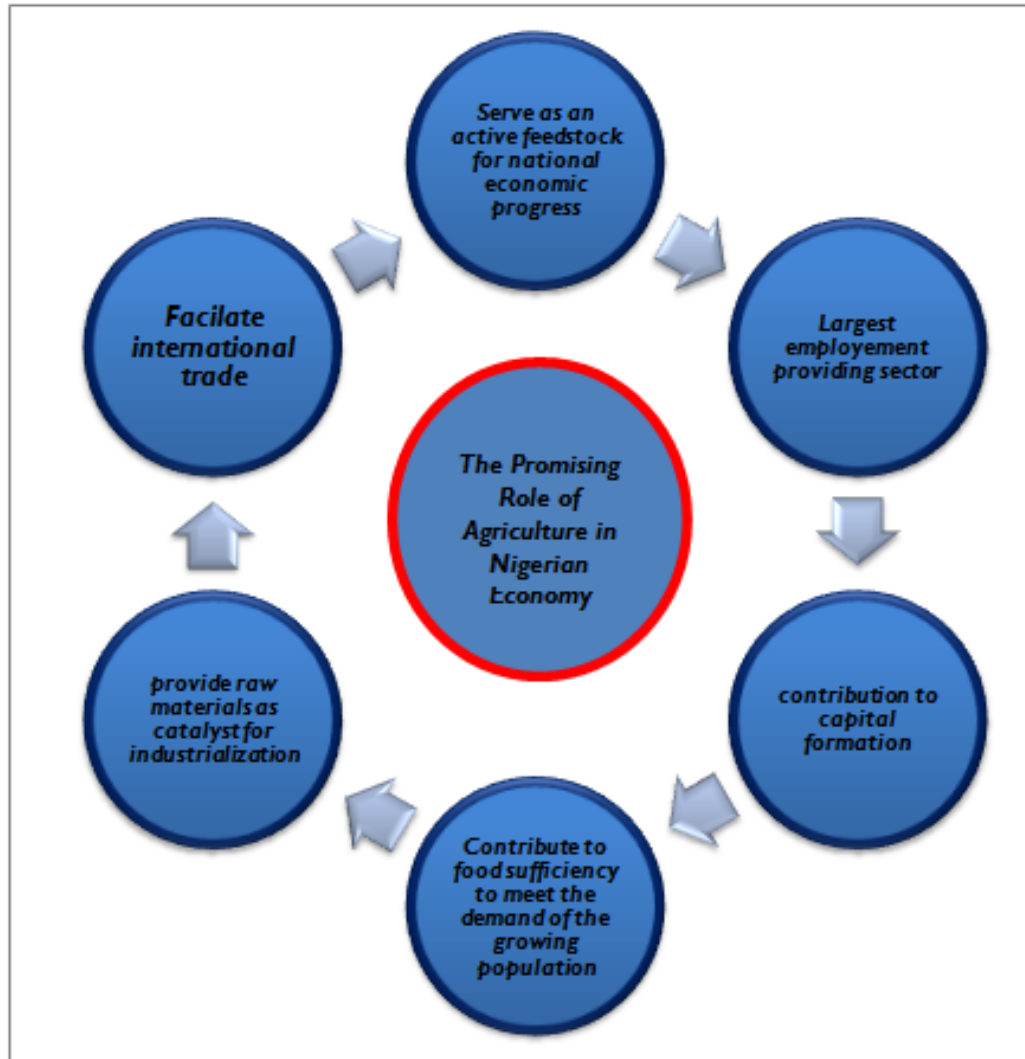 Serve as an
active feedstock
for national
economic
progress
Largest
employement
providing sector
contribution to
capital
formation
Contribute to
food sufficiency
to meet the
demand of the
growing
population
provide raw
materials as
catalyst for
industrialization
Facilate
international
trade
The Promising
Role of
Agriculture in
Nigerian
Economy